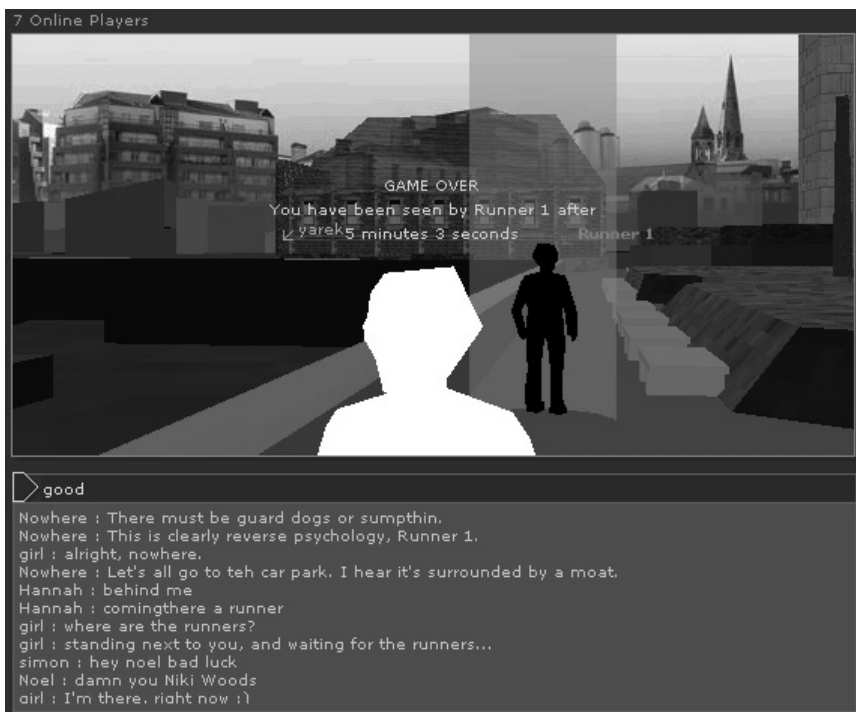 7 Online Players
GAME OVER
You have been seen by Runner 1 after
yarek 5 minutes 3 seconds
Runner 1
good
Nowhere : There must be guard dogs or sumpthin.
Nowhere : This is clearly reverse psychology, Runner 1.
girl : alright, nowhere.
Nowhere : Let's all go to teh car park. I hear it's surrounded by a moat.
Hannah : behind me
Hannah : comingthere a runner
girl : where are the runners?
girl : standing next to you, and waiting for the runners...
simon : hey noel bad luck
Noel : damn you Niki Woods
girl : I'm there. right now :)